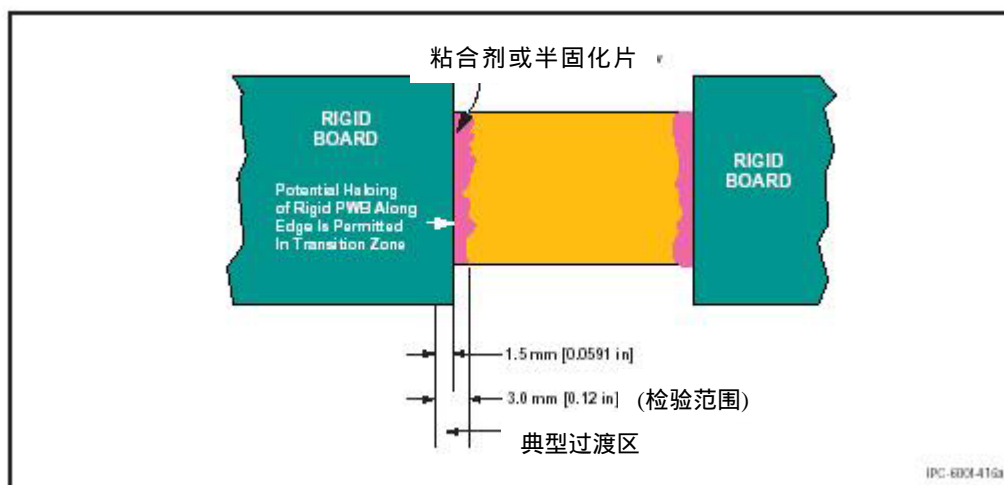 粘合剂或半固化片
RIGID
BOARD
Potential Haloing
of Rigid PWB Along
Edge Is Permitted
In Transition Zone
RIGID
BOARD
1.5 mm [0.0591 in]
3.0 mm [0.12 in] (检验范围)
典型过渡区
IPC-600f-416a